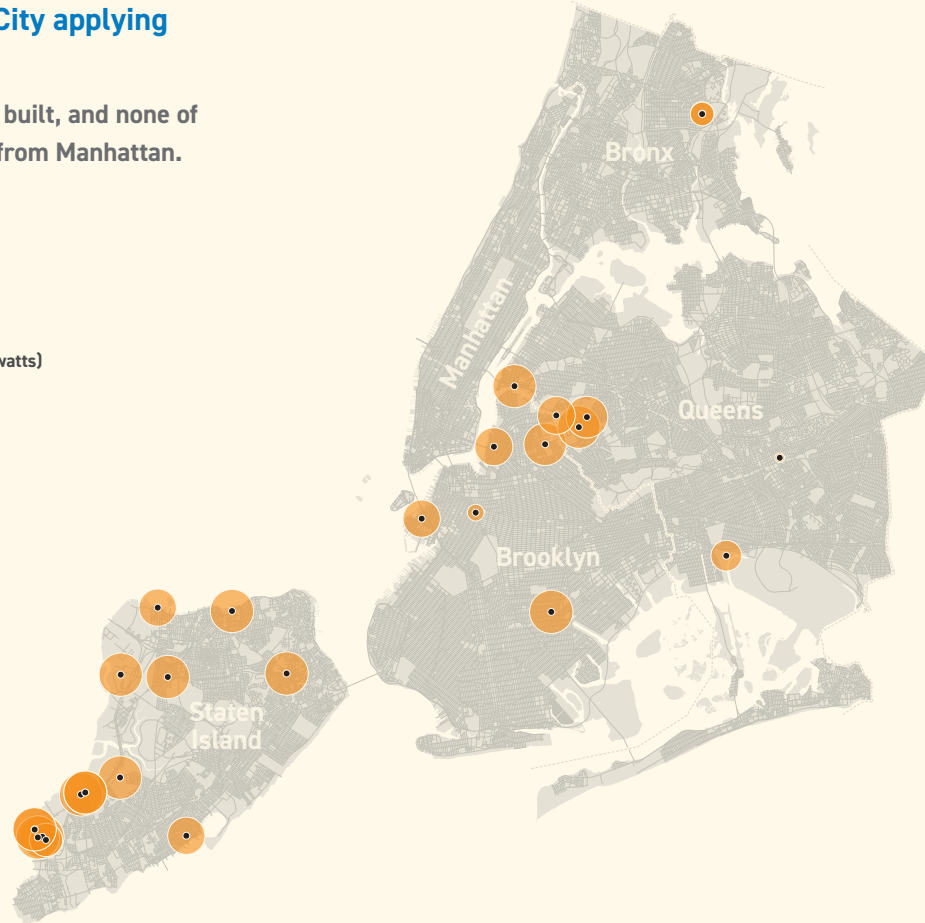 City applying
built, and none of
from Manhattan.
watts)
Bronx
Manhattan
Queens
Brooklyn
Staten
Island